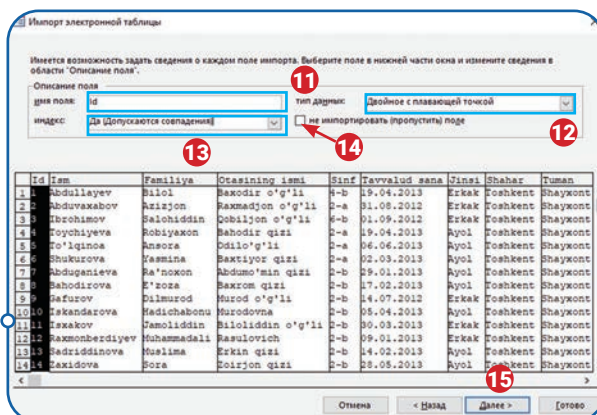 Импорт электронной таблицы
Имеется возможность задать сведения о каждом поле импорта. Выберите поле в нижней части окна и измените сведения в
области "Описание поля".
Описание поля
имя поля: Id 11 тип данных: Двойное с плавающей точкой
индекс: Да (Допускаются совпадения) не импортировать (пропустить) поле 12
13 14
Id Ism Familiya Otasining ismi Sinf Tavvalud sana Jinsi Shahar Tuman
1 1 Abdullayev Bilol Baxodir o'g'li 4-b 19.04.2013 Erkak Toshkent Shayxont
2 2 Abduvaxabov Azizjon Raxmadjon o'g'li 2-a 31.08.2012 Erkak Toshkent Shayxont
3 3 Ibrohimov Salohiddin Qobiljon o'g'li 6-b 01.09.2012 Erkak Toshkent Shayxont
4 4 Toychiyeva Robiyaxon Bahodir qizi 2-a 19.04.2013 Ayol Toshkent Shayxont
5 5 To'lqinoa Ansora Odilo'g'li 2-a 06.06.2013 Ayol Toshkent Shayxont
6 6 Shukurova Yasmina Baxtiyor qizi 2-a 02.03.2013 Ayol Toshkent Shayxont
7 7 Abduganieva Ra'noxon Abdumo'min qizi 2-b 29.01.2013 Ayol Toshkent Shayxont
8 8 Bahodirova E'zoza Baxrom qizi 2-b 17.02.2013 Ayol Toshkent Shayxont
9 9 Gafurov Dilmurod Murod o'g'li 2-b 14.07.2012 Erkak Toshkent Shayxont
10 10 Iskandarova Hadichabonu Murodovna 2-b 05.04.2013 Ayol Toshkent Shayxont
11 11 Isxakov Jamoliddin Biloliddin o'g'li 2-b 30.03.2013 Erkak Toshkent Shayxont
12 12 Raxmonberdiyev Muhammadali Rasulovich 2-b 09.01.2013 Erkak Toshkent Shayxont
13 13 Sadriddinova Muslima Erkin qizi 2-b 14.02.2013 Ayol Toshkent Shayxont
14 14 Zaxidova Sora Zoirjon qizi 2-b 28.05.2013 Ayol Toshkent Shayxont
15
Отмена < Назад Далее > Готово